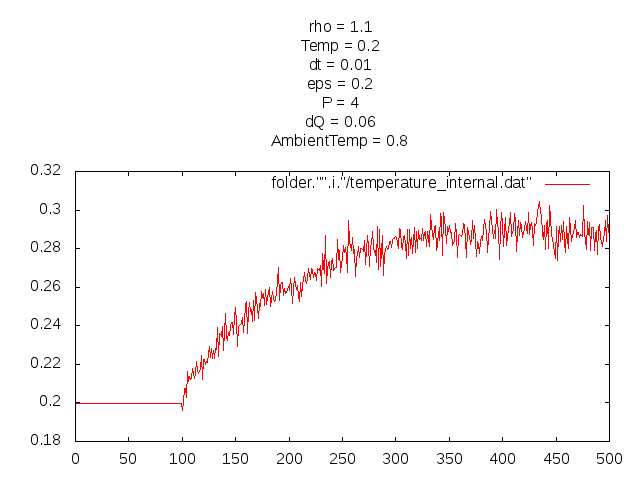 rho = 1.1
Temp = 0.2
dt = 0.01
eps = 0.2
P = 4
dQ = 0.06
AmbientTemp = 0.8
folder."".i."/temperature_internal.dat"
0.32
0.3
0.28
0.26
0.24
0.22
0.2
0.18
0 50 100 150 200 250 300 350 400 450 500